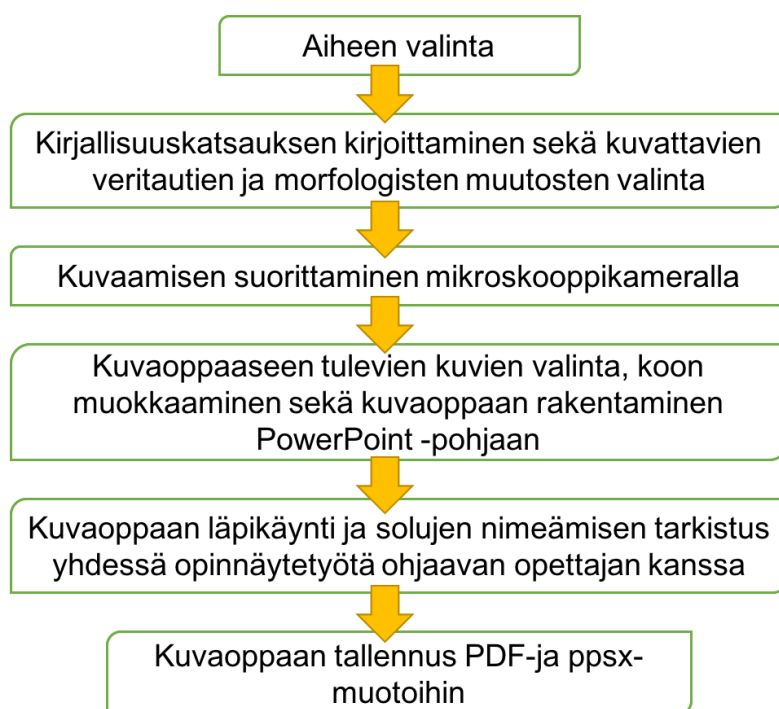 Aiheen valinta
Kirjallisuuskatsauksen kirjoittaminen sekä kuvattavien
veritautien ja morfologisten muutosten valinta
Kuvaamisen suorittaminen mikroskooppikameralla
Kuvaoppaaseen tulevien kuvien valinta, koon
muokkaaminen sekä kuvaoppaan rakentaminen
PowerPoint -pohjaan
Kuvaoppaan läpikäynti ja solujen nimeämisen tarkistus
yhdessä opinnäytetyötä ohjaavan opettajan kanssa
Kuvaoppaan tallennus PDF-ja ppsx-
muotoihin